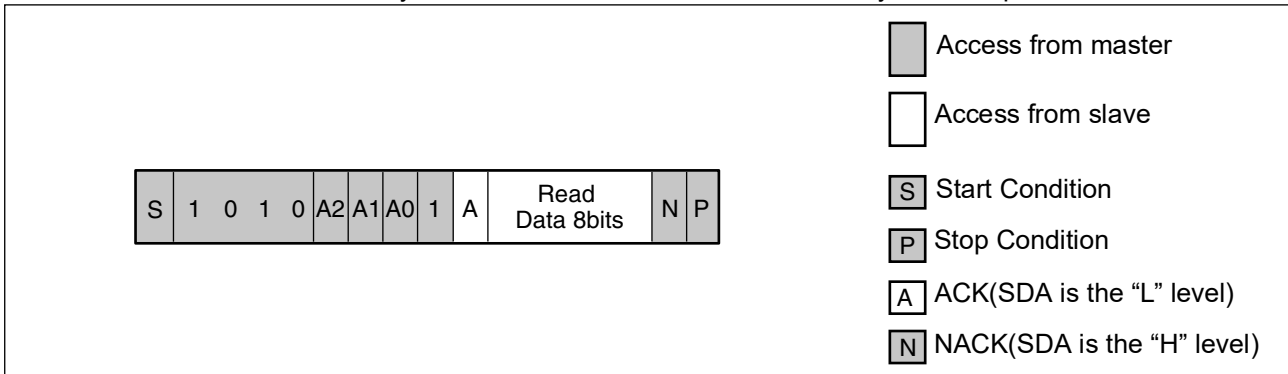 Access from master
Access from slave
S 1 0 1 0 A2 A1 A0 1 A Read Data 8bits N P
S Start Condition
P Stop Condition
A ACK(SDA is the “L” level)
N NACK(SDA is the “H” level)